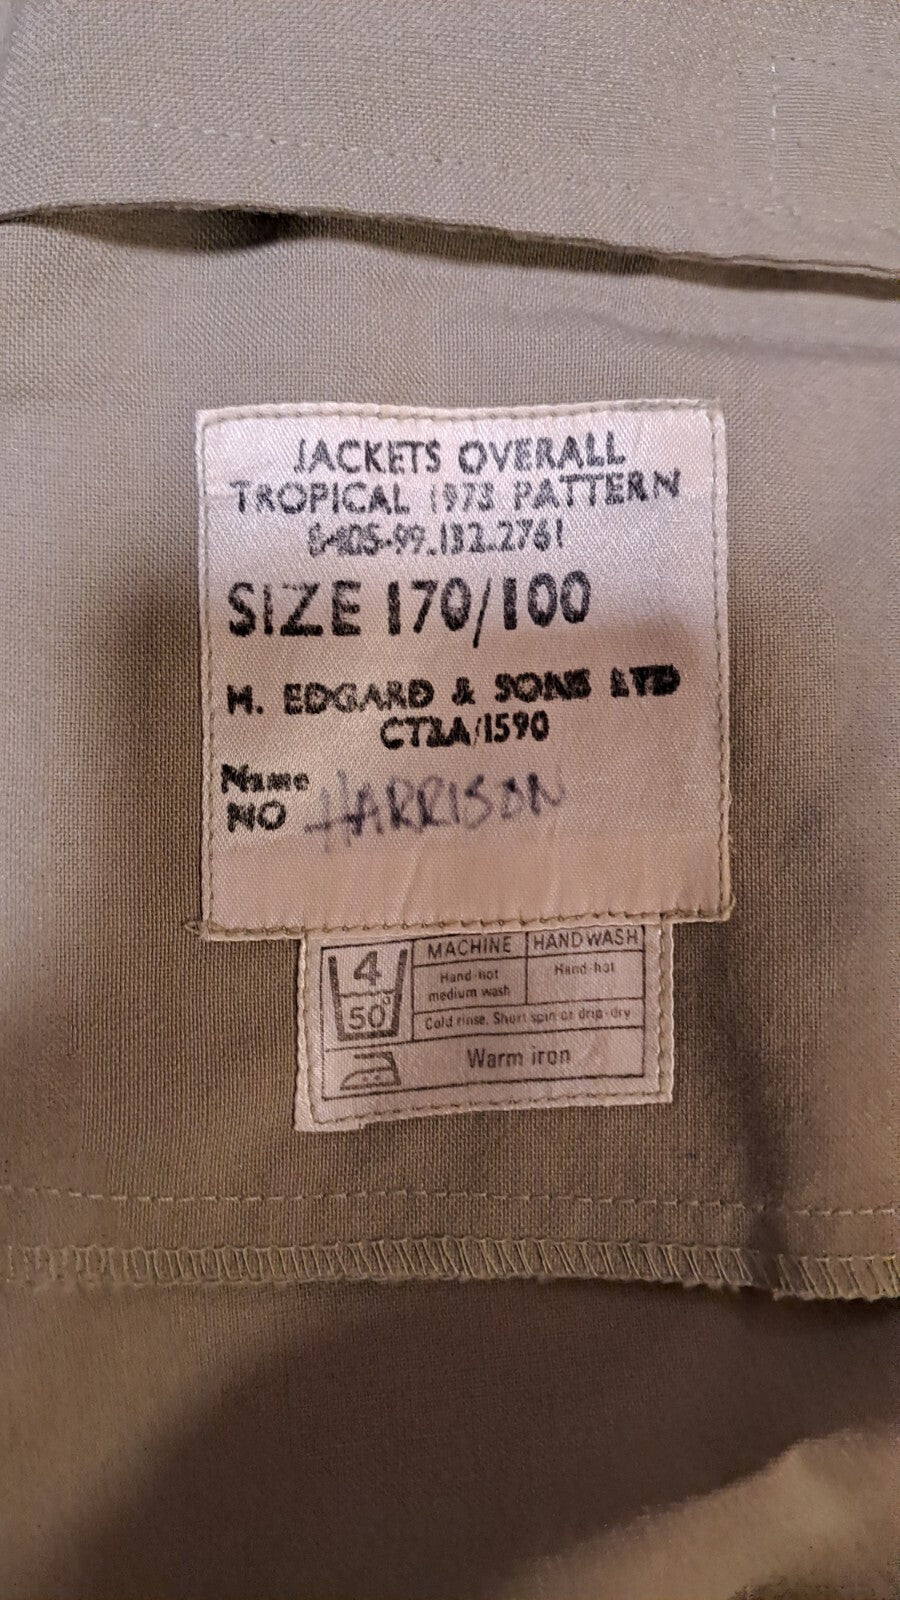 JACKETS OVERALL
TROPICAL 1973 PATTERN
8405-99.132.2761
SIZE 170/100
H. EDGARD & SONS LTD
CT2A/1590
Name
NO HARRISON
4
50°
MACHINE HANDWASH
Hand-hot medium wash
Hand-hot
Cold rinse. Short spin or drip-dry
Warm iron